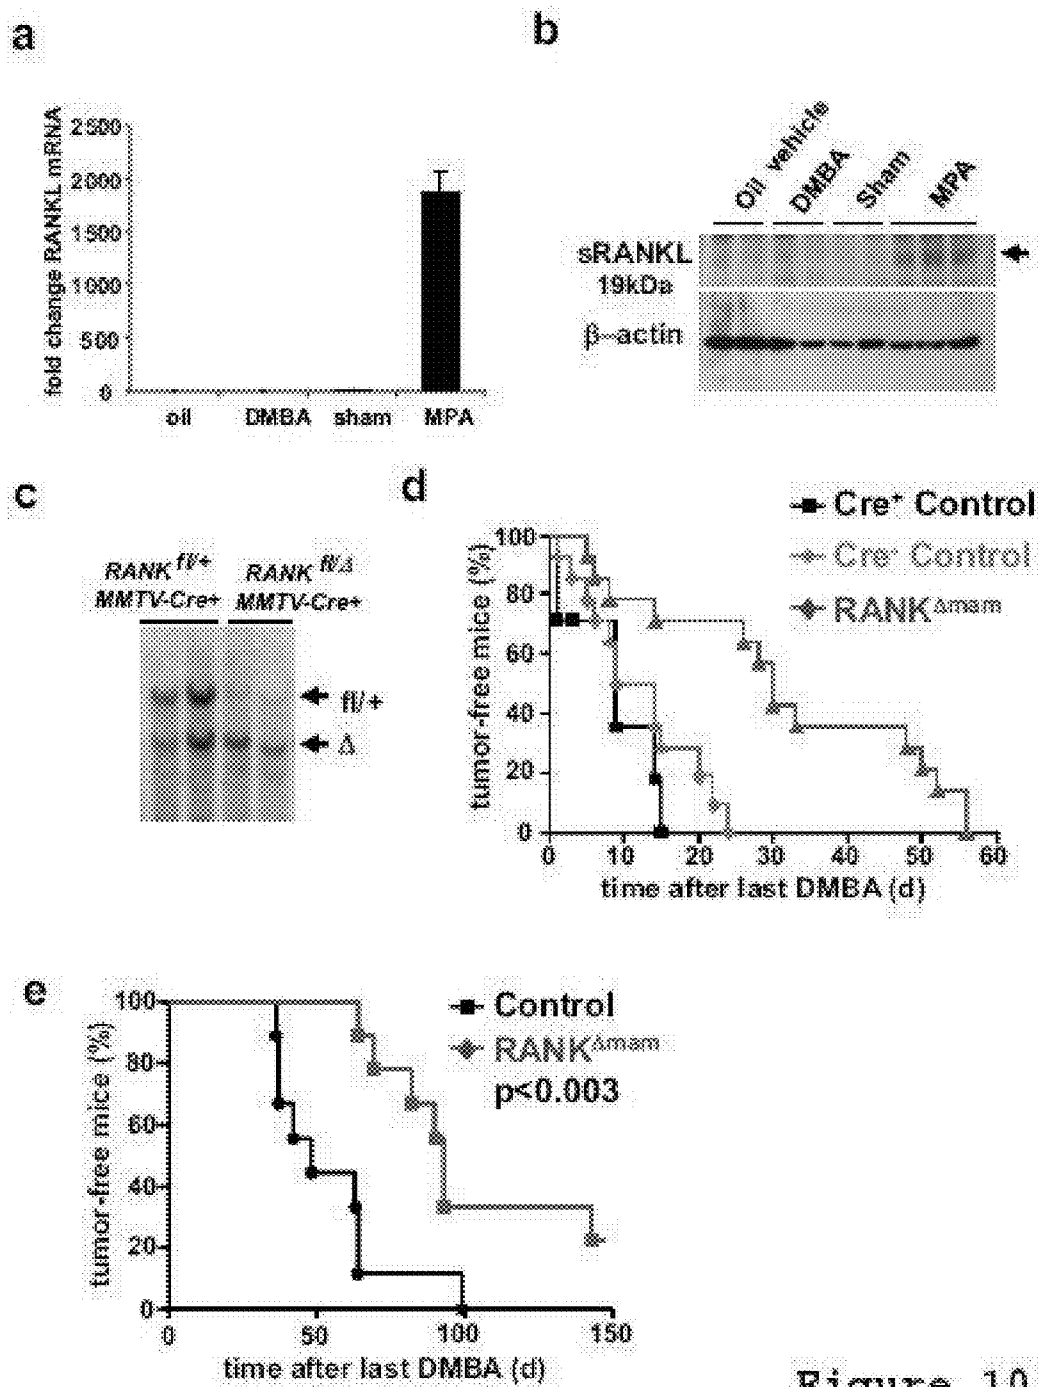 a
fold change RANKL mRNA
2500
2000
1500
1000
500
0
oil DMBA sham MPA
b
Oil vehicle DMBA Sham MPA
sRANKL
19kDa
β-actin
c
RANK fl/+ RANK fl/Δ
MMTV-Cre+ MMTV-Cre+
fl/+
Δ
d
Cre+ Control
Cre- Control
RANKΔmam
tumor-free mice (%)
100
80
60
40
20
0
0 10 20 30 40 50 60
time after last DMBA (d)
e
Control
RANKΔmam
p<0.003
tumor-free mice (%)
100
80
60
40
20
0
0 50 100 150
time after last DMBA (d)
Figure 10